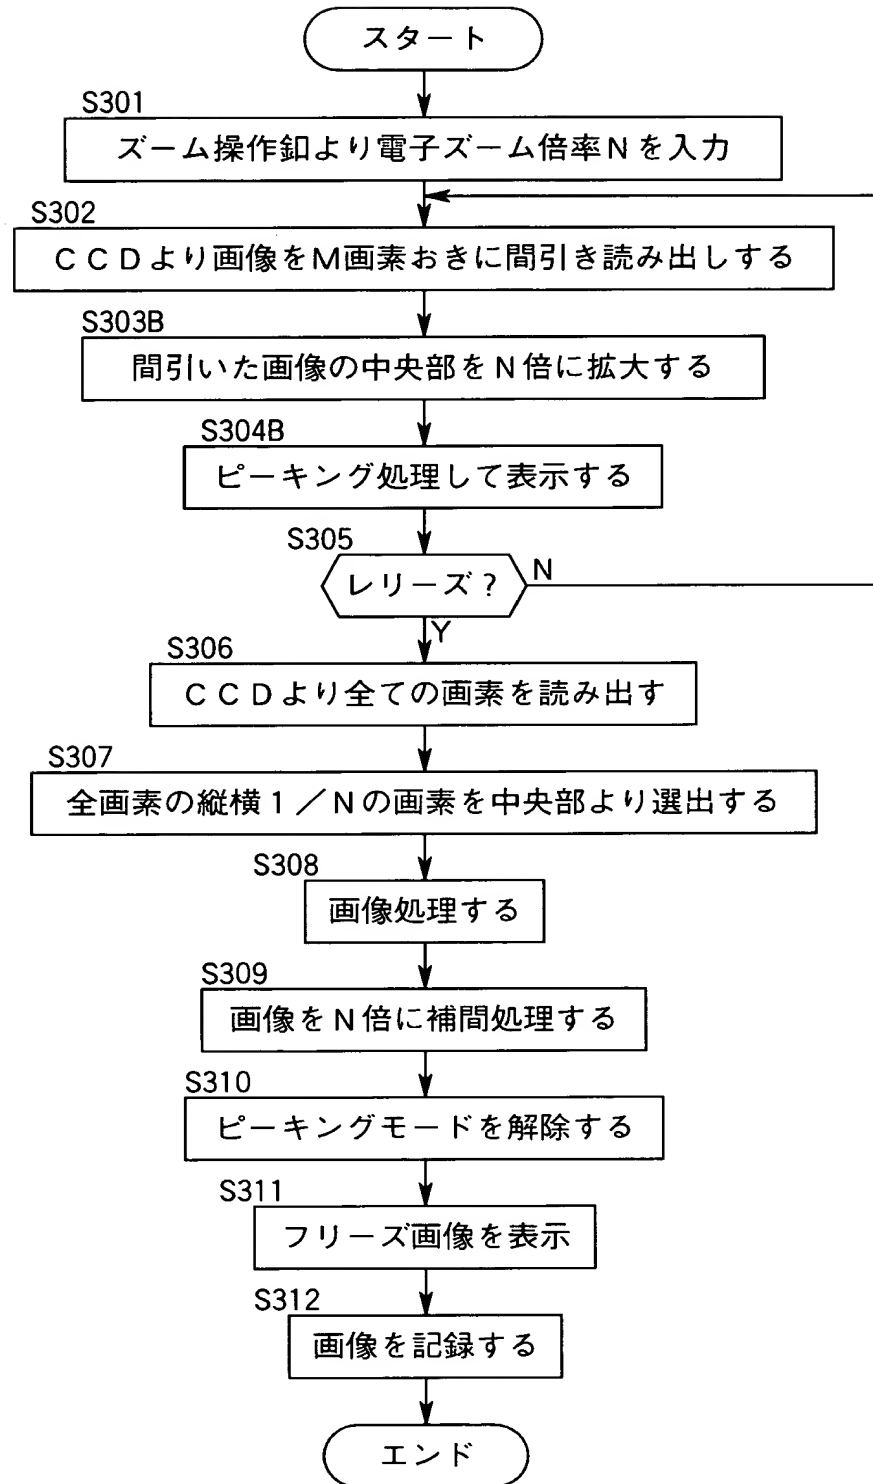 スタート
S301
ズーム操作釦より電子ズーム倍率Nを入力
S302
CCDより画像をM画素おきに間引き読み出しする
S303B
間引いた画像の中央部をN倍に拡大する
S304B
ピーキング処理して表示する
S305
レリーズ?
N
Y
S306
CCDより全ての画素を読み出す
S307
全画素の縦横1/Nの画素を中央部より選出する
S308
画像処理する
S309
画像をN倍に補間処理する
S310
ピーキングモードを解除する
S311
フリーズ画像を表示
S312
画像を記録する
エンド